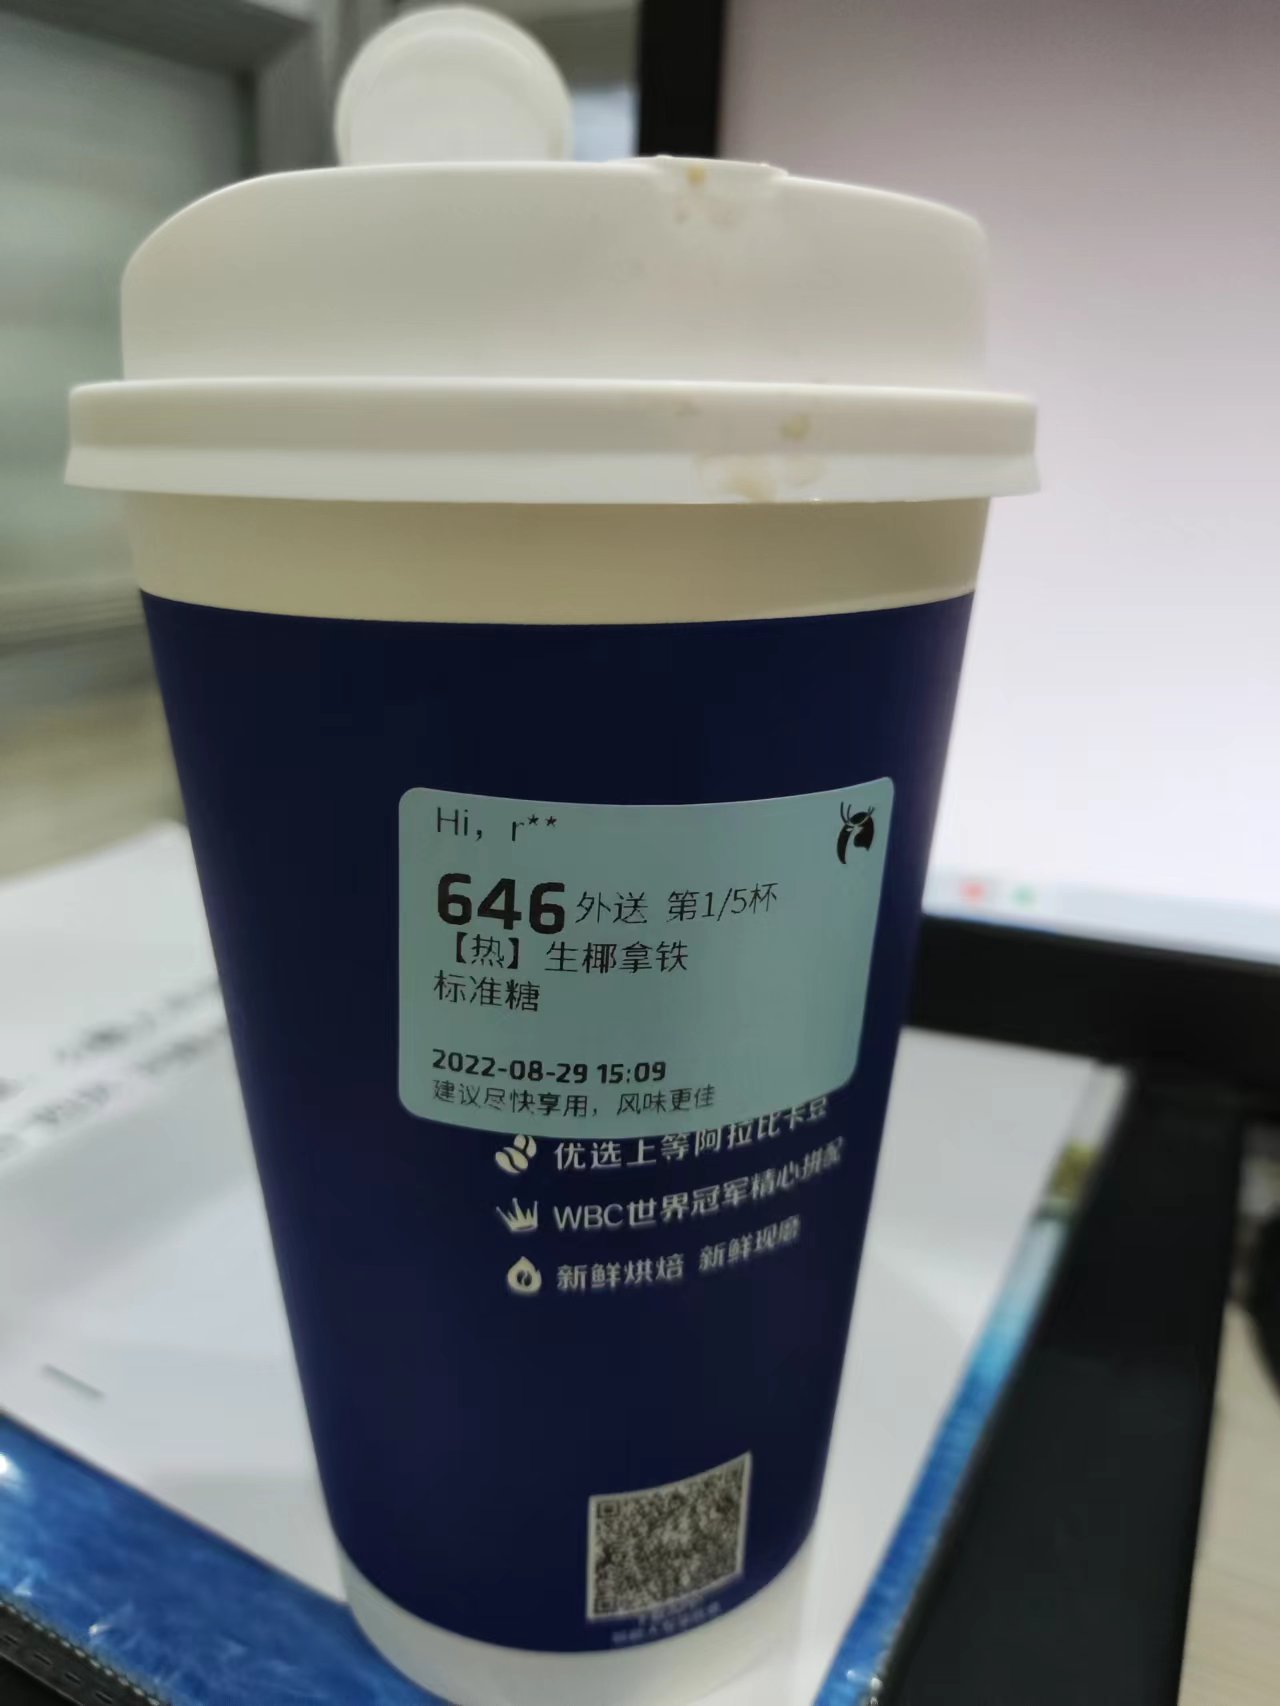 Hi, r**
646 外送 第1/5杯
【热】生椰拿铁
标准糖
2022-08-29 15:09
建议尽快享用，风味更佳
优选上等阿拉比卡豆
WBC世界冠军精心拼配
新鲜烘焙 新鲜现磨